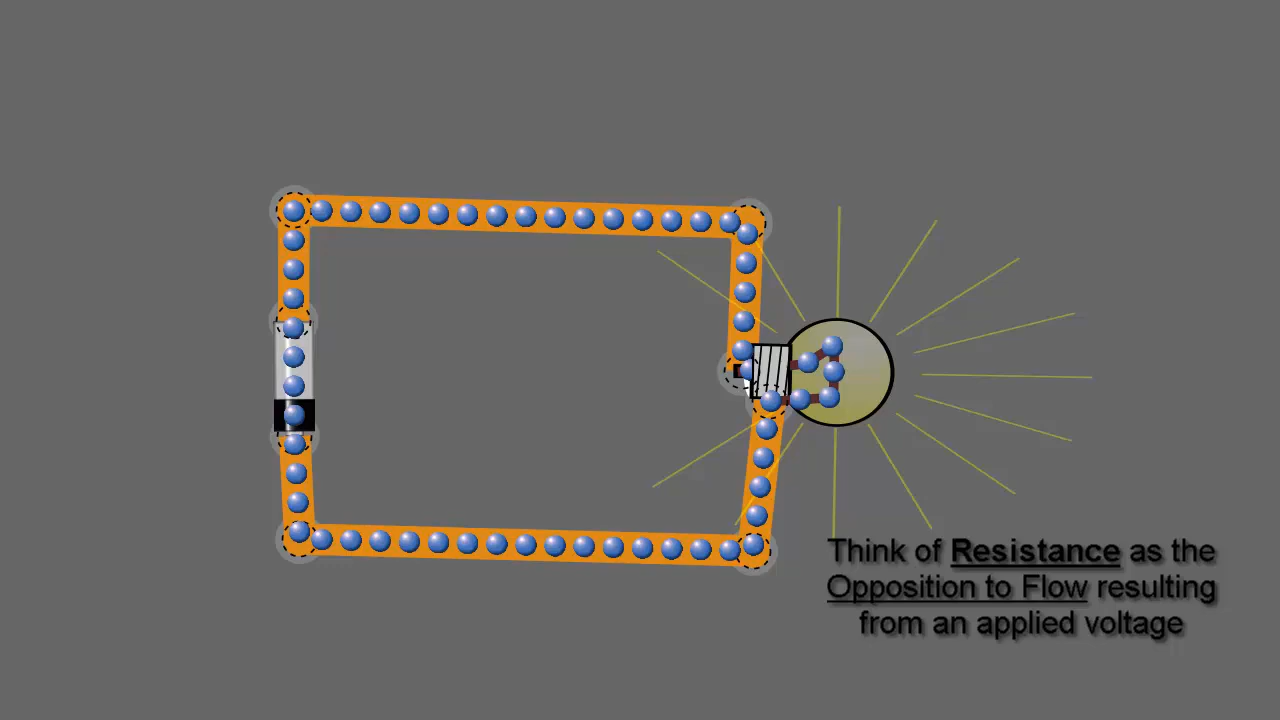 Think of Resistance as the
Opposition to Flow resulting
from an applied voltage